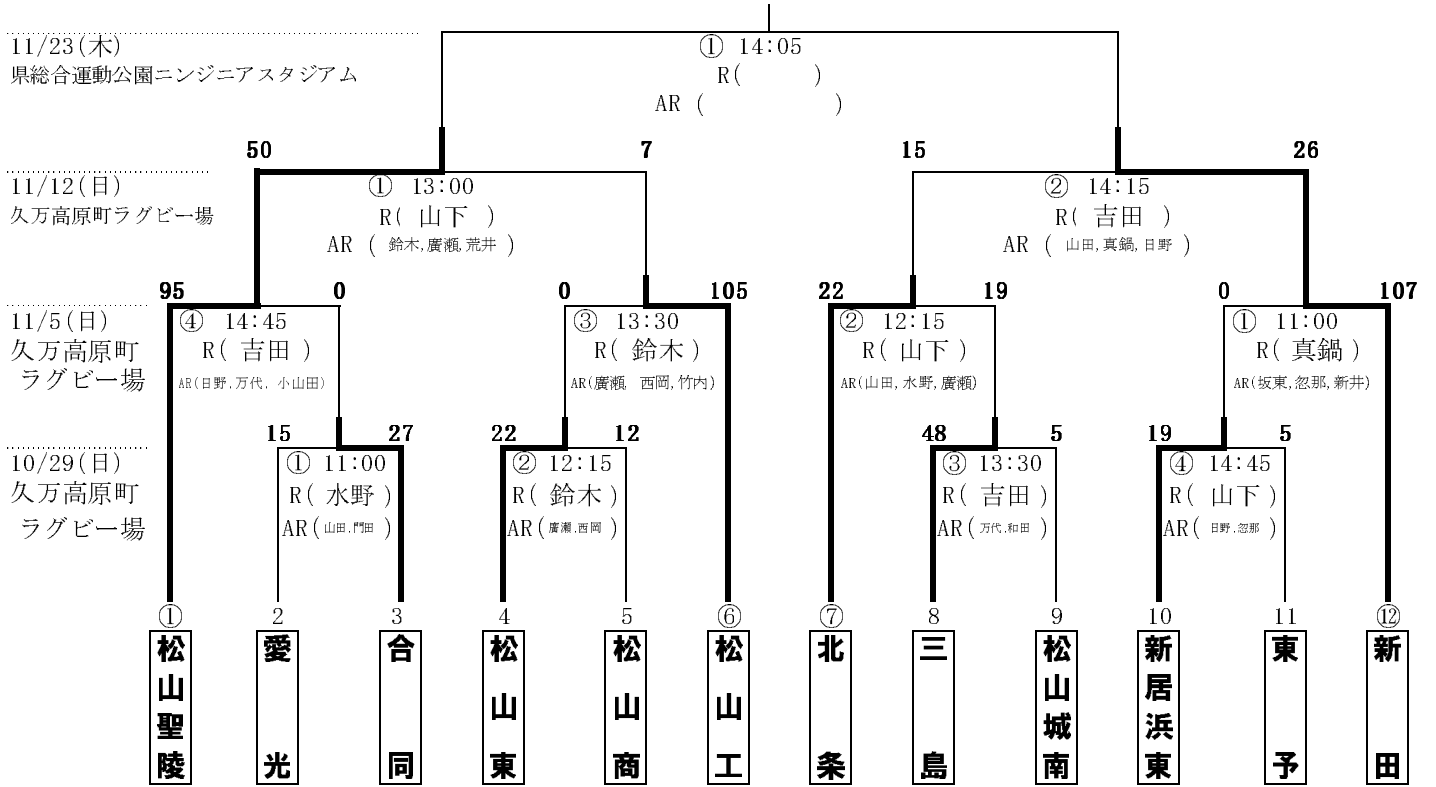 11/23(木)
県総合運動公園ニンジニアスタジアム
① 14:05
R( )
AR ( )
50 7 15 26
11/12(日)
久万高原町ラグビー場
① 13:00
R( 山下 )
AR ( 鈴木,廣瀬,荒井 )
② 14:15
R( 吉田 )
AR ( 山田,真鍋,日野 )
95 0 0 105 22 19 0 107
11/5(日)
久万高原町
ラグビー場
④ 14:45
R( 吉田 )
AR(日野,万代, 小山田)
③ 13:30
R( 鈴木 )
AR(廣瀬, 西岡,竹内)
② 12:15
R( 山下 )
AR(山田,水野,廣瀬)
① 11:00
R( 真鍋 )
AR(坂東,忽那,新井)
15 27 22 12 48 5 19 5
10/29(日)
久万高原町
ラグビー場
① 11:00
R( 水野 )
AR( 山田,門田 )
② 12:15
R( 鈴木 )
AR( 廣瀬,西岡 )
③ 13:30
R( 吉田 )
AR( 万代,和田 )
④ 14:45
R( 山下 )
AR( 日野,忽那 )
① 2 3 4 5 ⑥ ⑦ 8 9 10 11 ⑫
松山聖陵
愛光
合同
松山東
松山商
松山工
北条
三島
松山城南
新居浜東
東予
新田